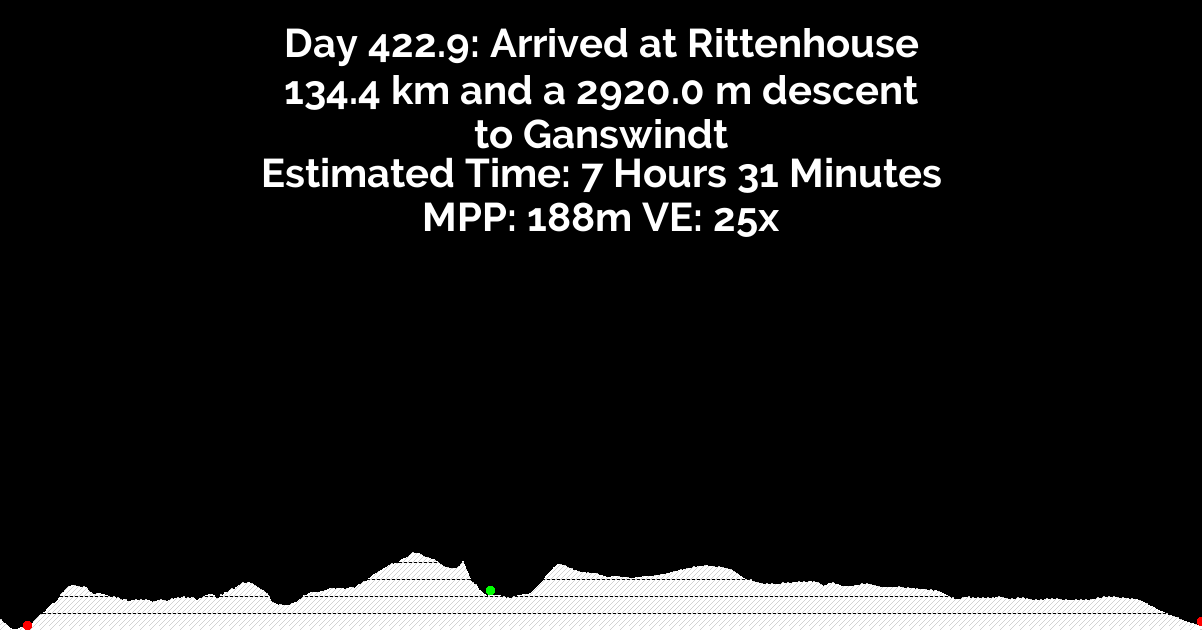 Day 422.9: Arrived at Rittenhouse
134.4 km and a 2920.0 m descent
to Ganswindt
Estimated Time: 7 Hours 31 Minutes
MPP: 188m VE: 25x